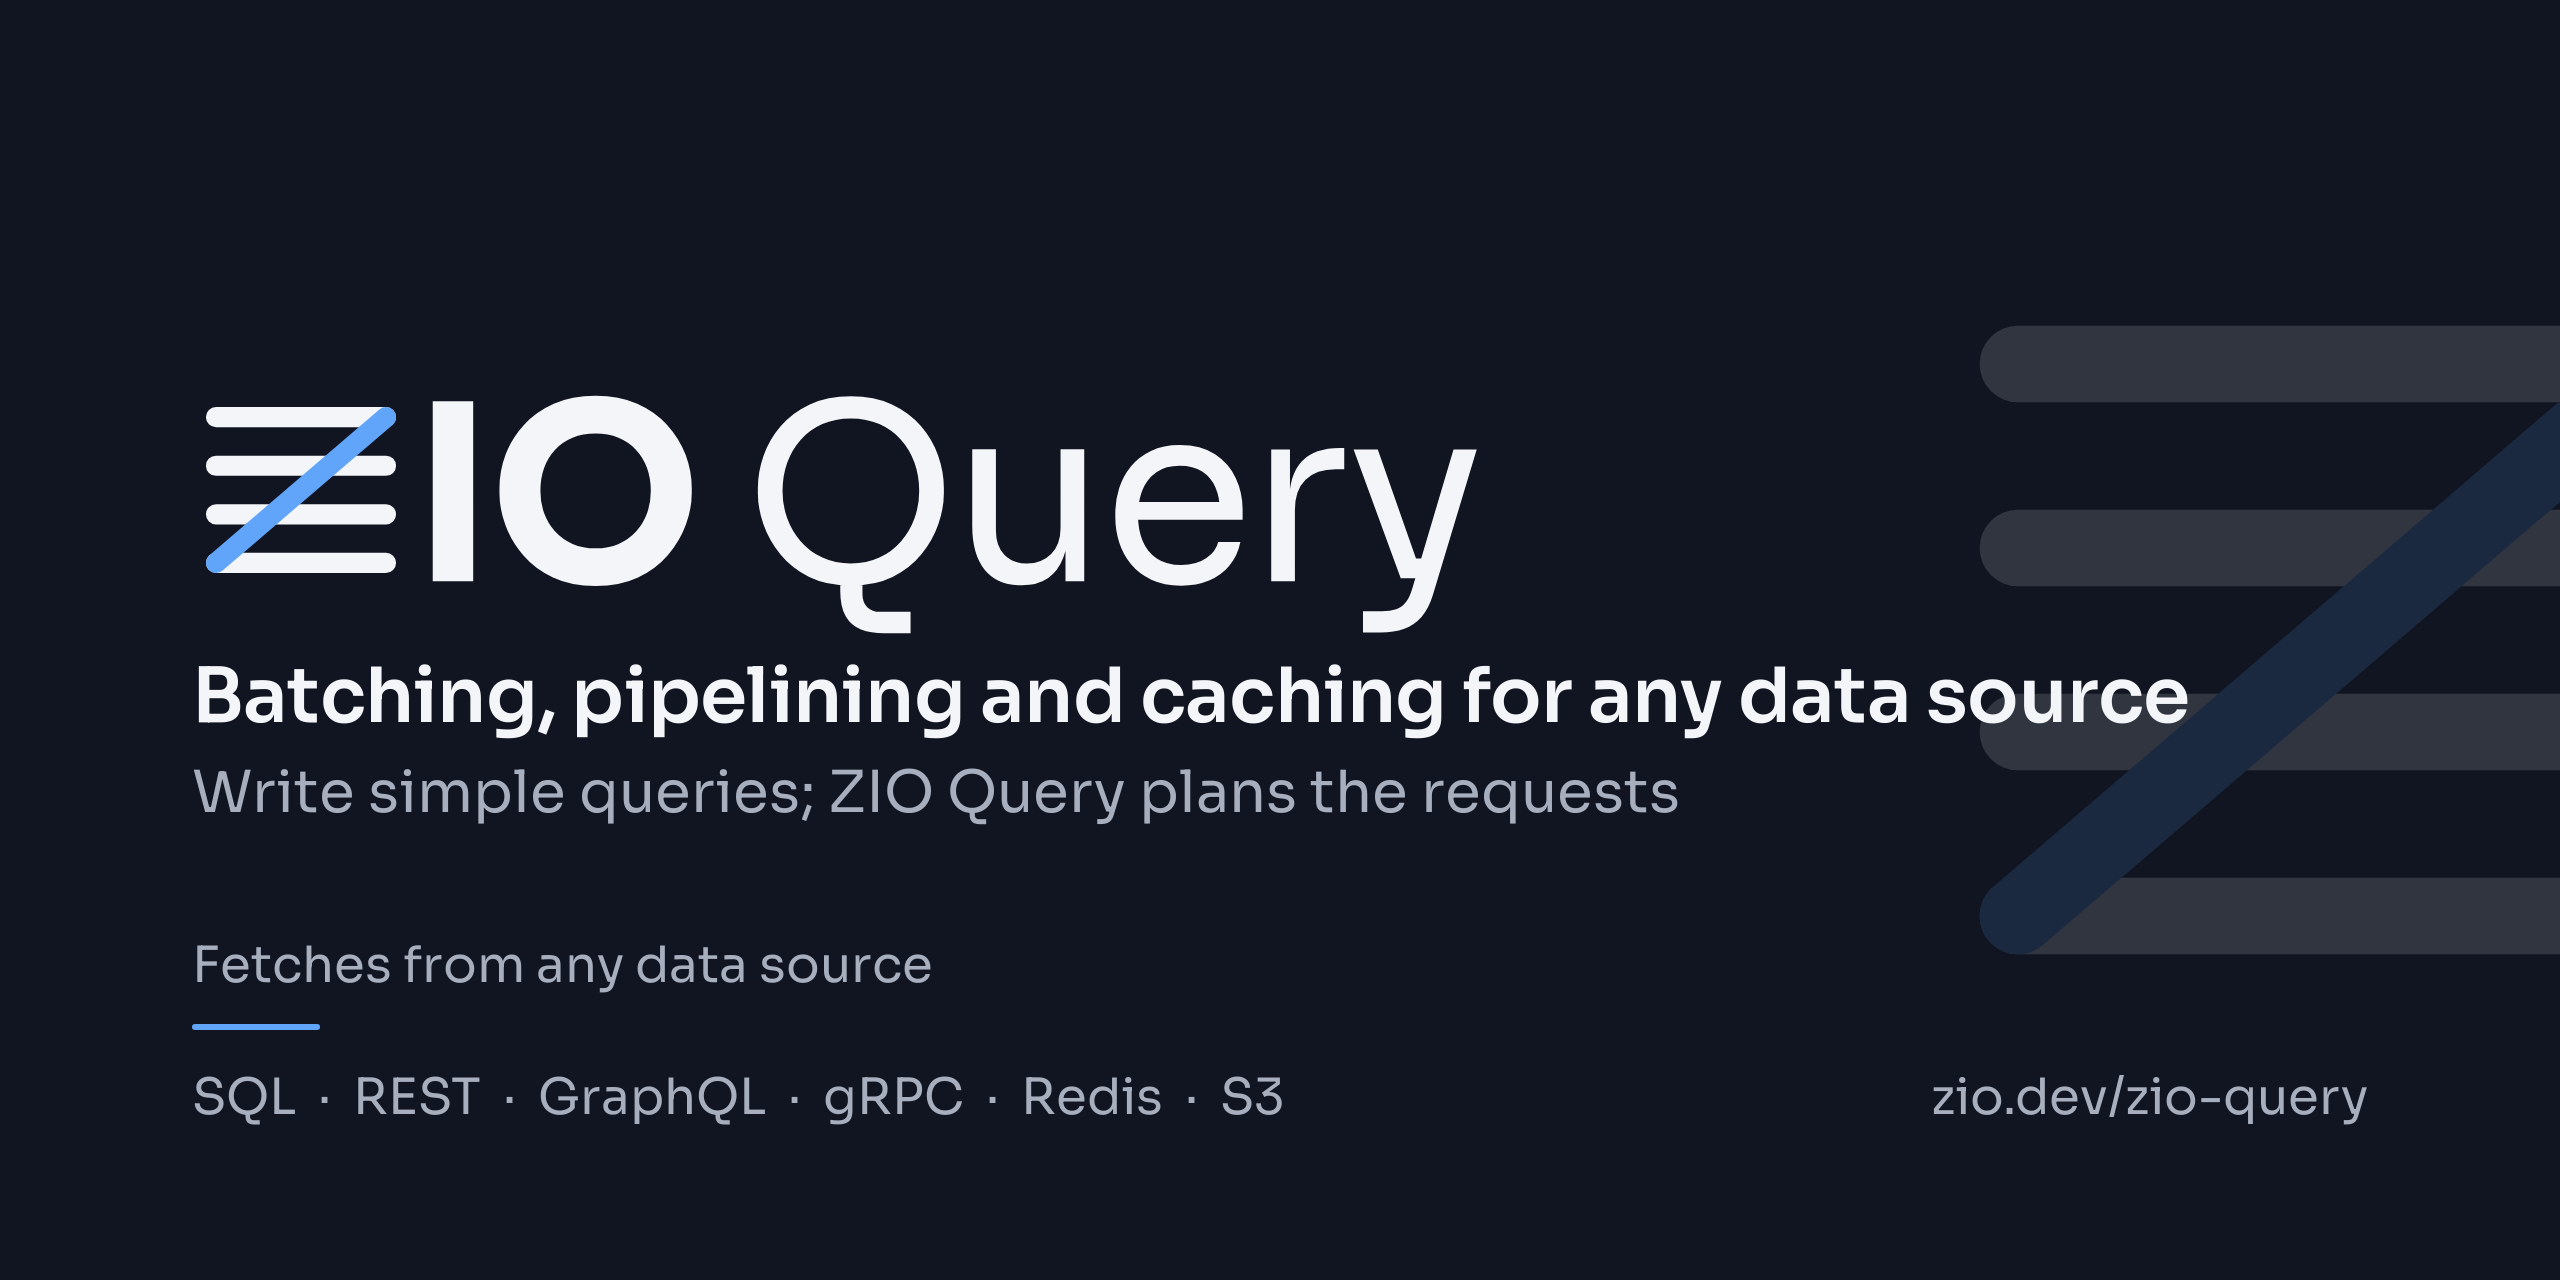 ZIO Query
Batching, pipelining and caching for any data source
Write simple queries; ZIO Query plans the requests
Fetches from any data source
SQL · REST · GraphQL · gRPC · Redis · S3
zio.dev/zio-query